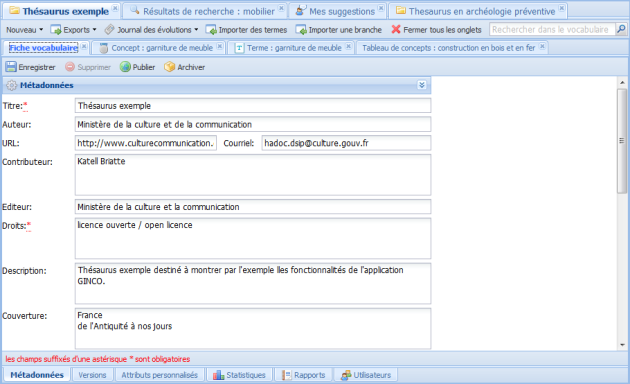 Thésaurus exemple Résultats de recherche : mobilier Mes suggestions Thesaurus en archéologie préventive
Nouveau Exports Journal des évolutions Importer des termes Importer une branche Fermer tous les onglets Rechercher dans le vocabulaire
Fiche vocabulaire Concept : garniture de meuble Terme : garniture de meuble Tableau de concepts : construction en bois et en fer
Enregistrer Supprimer Publier Archiver
Métadonnées
Titre:* Thésaurus exemple
Auteur: Ministère de la culture et de la communication
URL: http://www.culturecommunication. Courriel: hadoc.dsip@culture.gouv.fr
Contributeur: Katell Briatte
Editeur: Ministère de la culture et la communication
Droits:* licence ouverte / open licence
Description: Thésaurus exemple destiné à montrer par l'exemple lles fonctionnalités de l'application
GINCO.
Couverture: France
de l'Antiquité à nos jours
les champs suffixés d'une astérisque * sont obligatoires
Métadonnées Versions Attributs personnalisés Statistiques Rapports Utilisateurs